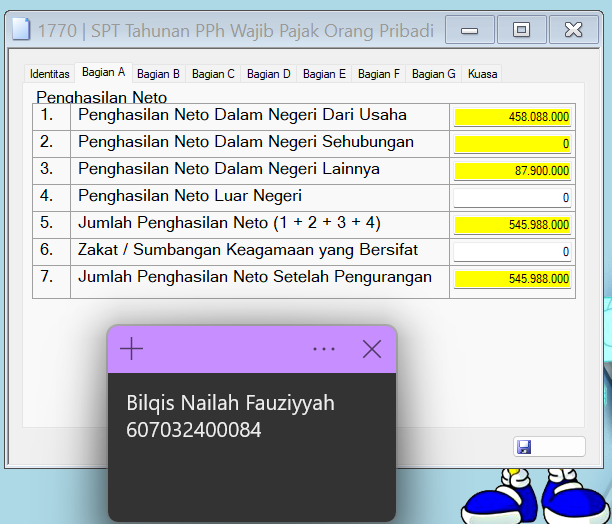 1770 | SPT Tahunan PPh Wajib Pajak Orang Pribadi
Identitas Bagian A Bagian B Bagian C Bagian D Bagian E Bagian F Bagian G Kuasa
Penghasilan Neto
1. Penghasilan Neto Dalam Negeri Dari Usaha 458.088.000
2. Penghasilan Neto Dalam Negeri Sehubungan 0
3. Penghasilan Neto Dalam Negeri Lainnya 87.900.000
4. Penghasilan Neto Luar Negeri 0
5. Jumlah Penghasilan Neto (1 + 2 + 3 + 4) 545.988.000
6. Zakat / Sumbangan Keagamaan yang Bersifat 0
7. Jumlah Penghasilan Neto Setelah Pengurangan 545.988.000
Bilqis Nailah Fauziyyah
607032400084